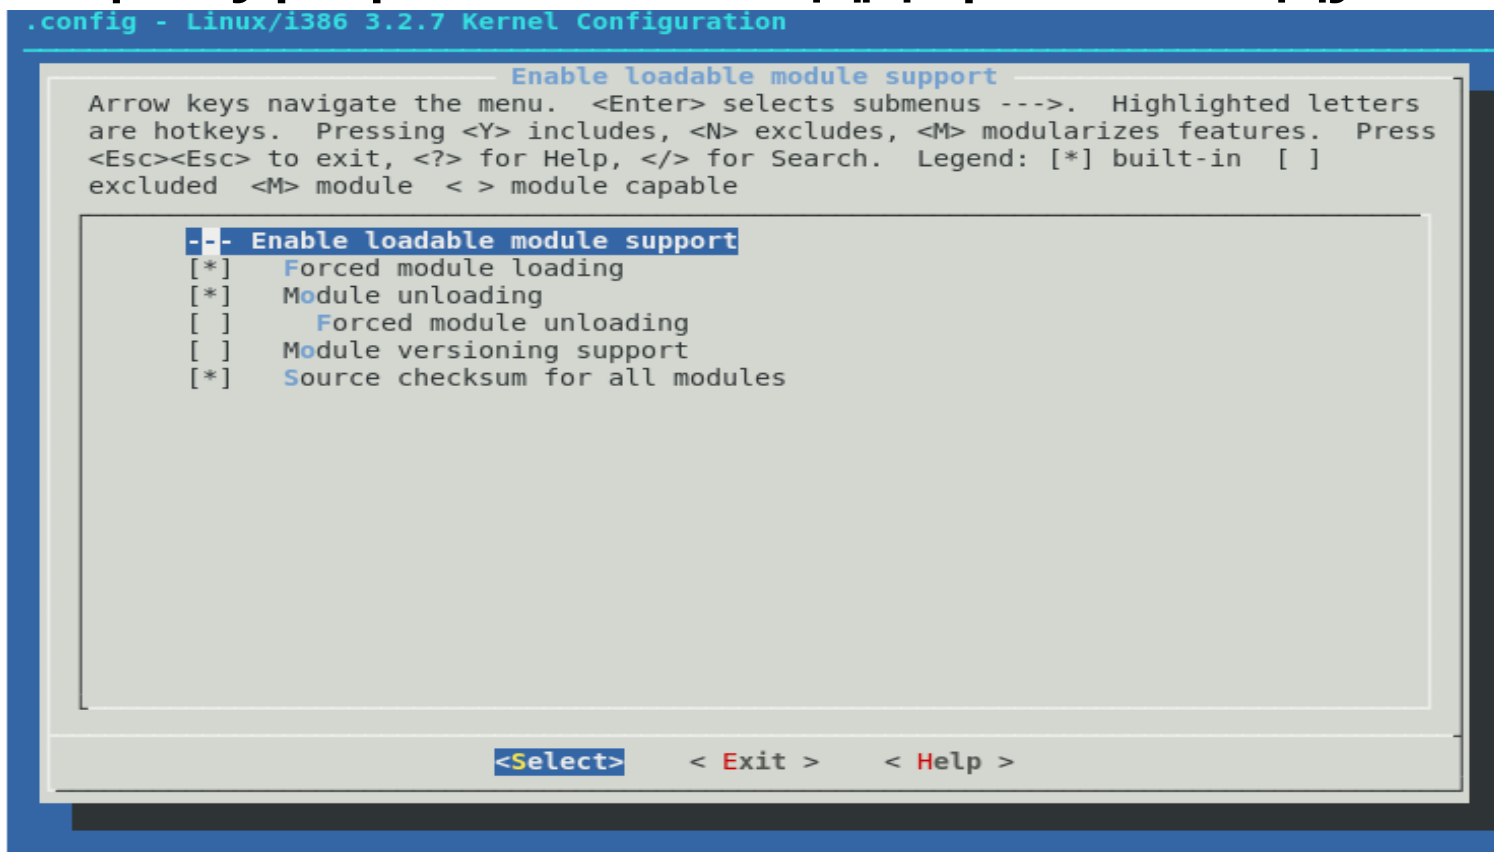 .config - Linux/i386 3.2.7 Kernel Configuration
Enable loadable module support
Arrow keys navigate the menu.  <Enter> selects submenus --->.  Highlighted letters
are hotkeys.  Pressing <Y> includes, <N> excludes, <M> modularizes features.  Press
<Esc><Esc> to exit, <?> for Help, </> for Search.  Legend: [*] built-in  [ ]
excluded  <M> module  < > module capable
--- Enable loadable module support
[*]   Forced module loading
[*]   Module unloading
[ ]     Forced module unloading
[ ]   Module versioning support
[*]   Source checksum for all modules
<Select>    < Exit >    < Help >